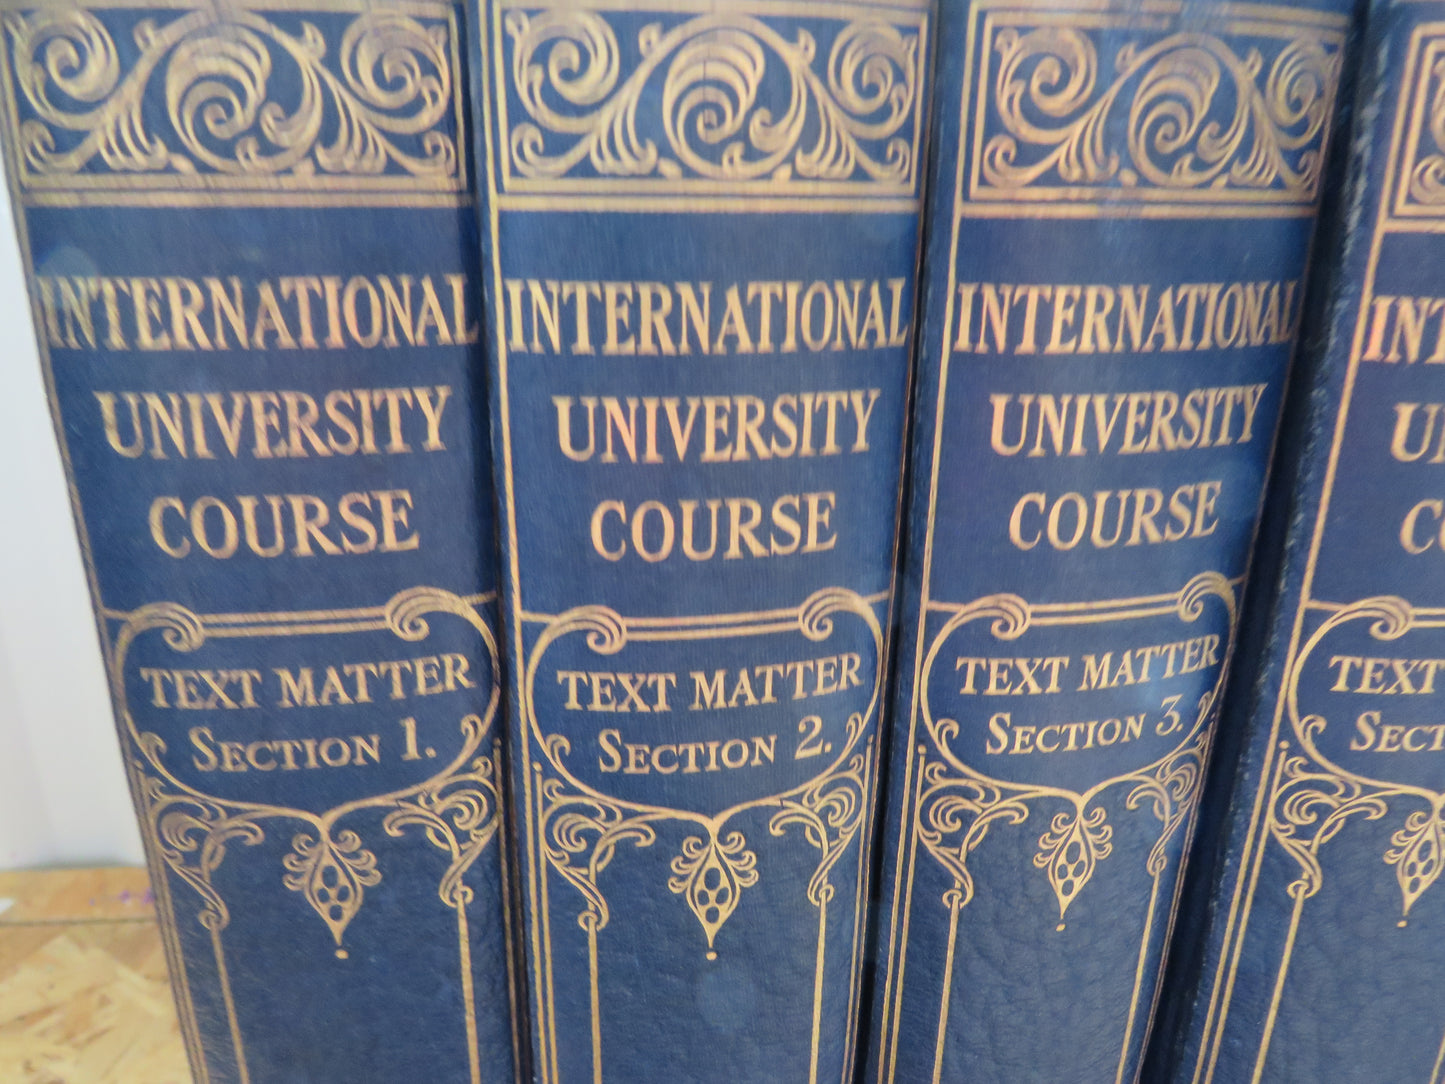 INTERNATIONAL
UNIVERSITY
COURSE
TEXT MATTER
SECTION 1.
INTERNATIONAL
UNIVERSITY
COURSE
TEXT MATTER
SECTION 2.
INTERNATIONAL
UNIVERSITY
COURSE
TEXT MATTER
SECTION 3.
TEXT